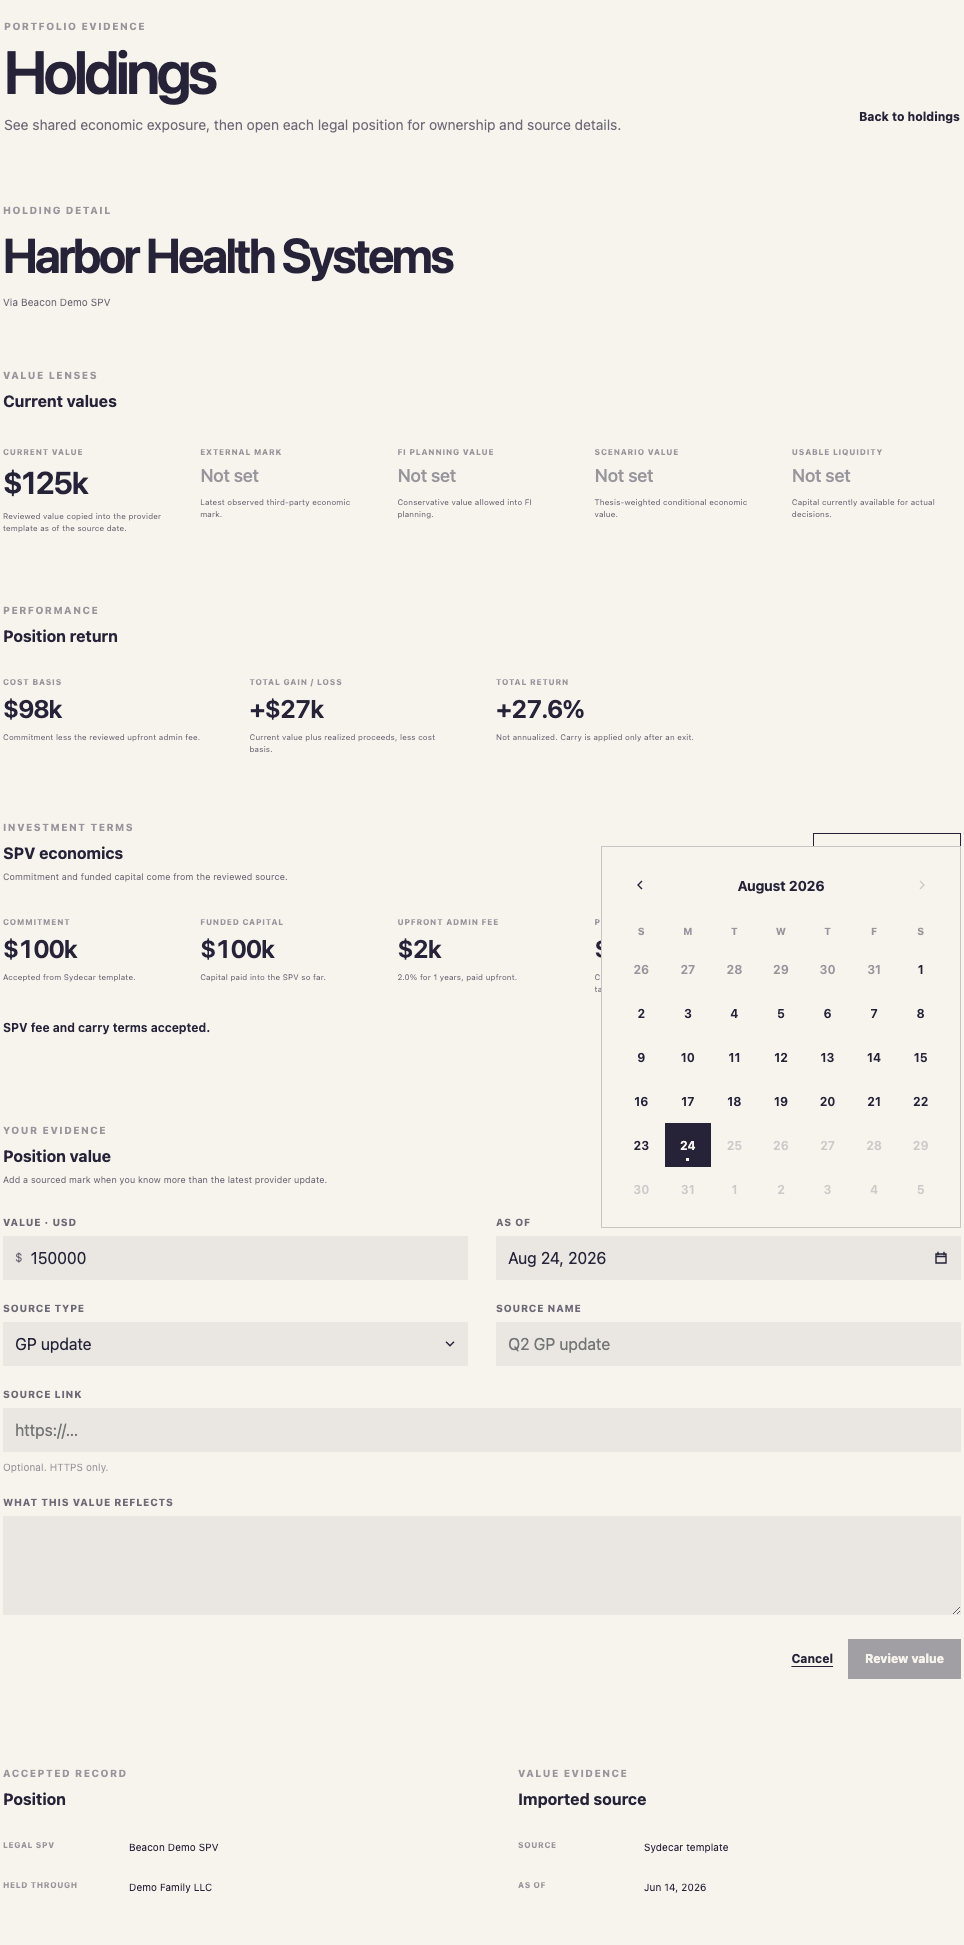 PORTFOLIO EVIDENCE
Holdings
See shared economic exposure, then open each legal position for ownership and source details.
Back to holdings
HOLDING DETAIL
Harbor Health Systems
Via Beacon Demo SPV
VALUE LENSES
Current values
CURRENT VALUE
$125k
Reviewed value copied into the provider
template as of the source date.
EXTERNAL MARK
Not set
Latest observed third-party economic
mark.
FI PLANNING VALUE
Not set
Conservative value allowed into FI
planning.
SCENARIO VALUE
Not set
Thesis-weighted conditional economic
value.
USABLE LIQUIDITY
Not set
Capital currently available for actual
decisions.
PERFORMANCE
Position return
COST BASIS
$98k
Commitment less the reviewed upfront admin fee.
TOTAL GAIN / LOSS
+$27k
Current value plus realized proceeds, less cost
basis.
TOTAL RETURN
+27.6%
Not annualized. Carry is applied only after an exit.
INVESTMENT TERMS
SPV economics
Commitment and funded capital come from the reviewed source.
COMMITMENT
$100k
Accepted from Sydecar template.
FUNDED CAPITAL
$100k
Capital paid into the SPV so far.
UPFRONT ADMIN FEE
$2k
2.0% for 1 years, paid upfront.
SPV fee and carry terms accepted.
August 2026
S M T W T F S
26 27 28 29 30 31 1
2 3 4 5 6 7 8
9 10 11 12 13 14 15
16 17 18 19 20 21 22
23 24 25 26 27 28 29
30 31 1 2 3 4 5
YOUR EVIDENCE
Position value
Add a sourced mark when you know more than the latest provider update.
VALUE · USD
$ 150000
AS OF
Aug 24, 2026
SOURCE TYPE
GP update
SOURCE NAME
Q2 GP update
SOURCE LINK
https://...
Optional. HTTPS only.
WHAT THIS VALUE REFLECTS
Cancel
Review value
ACCEPTED RECORD
Position
LEGAL SPV
Beacon Demo SPV
HELD THROUGH
Demo Family LLC
VALUE EVIDENCE
Imported source
SOURCE
Sydecar template
AS OF
Jun 14, 2026